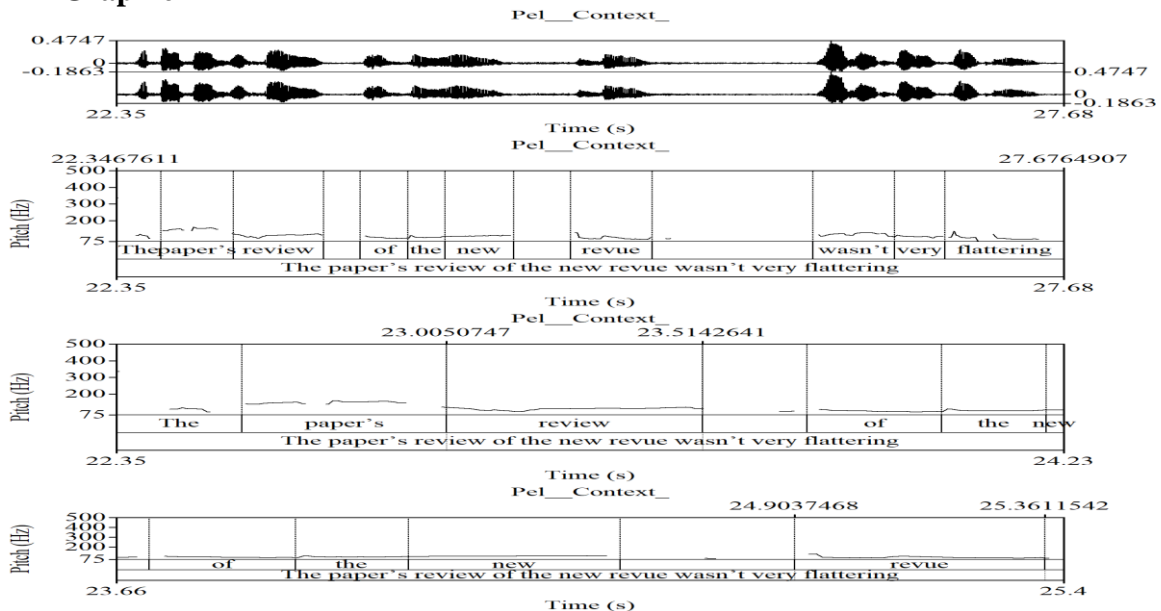 Pel__Context_
0.4747
0
-0.1863
0.4747
0
-0.1863
22.35 27.68
Time (s)
Pel__Context_
22.3467611 27.6764907
500
400
300
200
75
Pitch (Hz)
The paper's review of the new revue wasn't very flattering
The paper's review of the new revue wasn't very flattering
22.35 27.68
Time (s)
Pel__Context_
23.0050747 23.5142641
500
400
300
200
75
Pitch (Hz)
The paper's review of the new
The paper's review of the new revue wasn't very flattering
22.35 24.23
Time (s)
Pel__Context_
24.9037468 25.3611542
500
400
300
200
75
Pitch (Hz)
of the new revue
The paper's review of the new revue wasn't very flattering
23.66 25.4
Time (s)